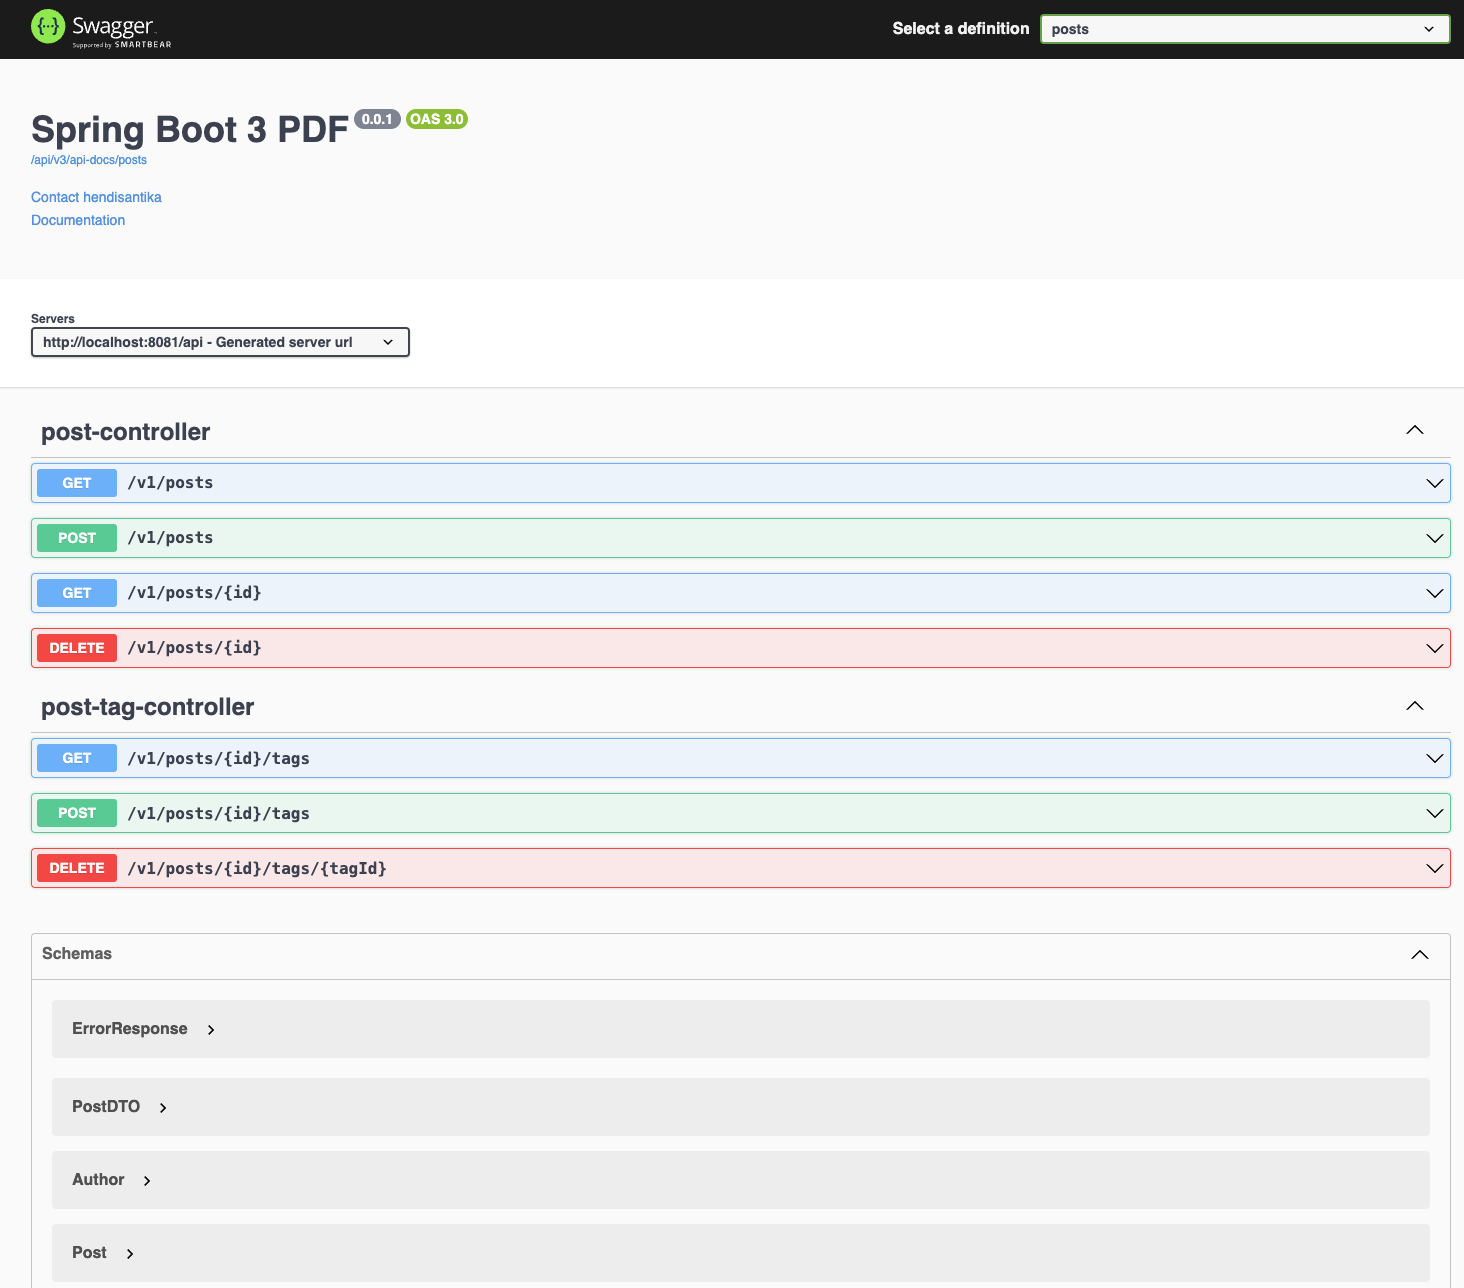 Swagger
Supported by SMARTBEAR
Select a definition
posts
Spring Boot 3 PDF 0.0.1 OAS 3.0
/api/v3/api-docs/posts
Contact hendisantika
Documentation
Servers
http://localhost:8081/api - Generated server url
post-controller
GET /v1/posts
POST /v1/posts
GET /v1/posts/{id}
DELETE /v1/posts/{id}
post-tag-controller
GET /v1/posts/{id}/tags
POST /v1/posts/{id}/tags
DELETE /v1/posts/{id}/tags/{tagId}
Schemas
ErrorResponse
PostDTO
Author
Post